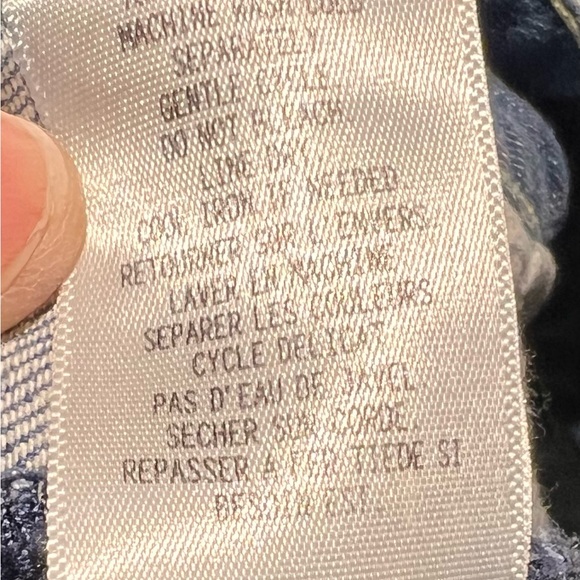 MACHINE WASH COLD
SEPARATELY
GENTLE CYCLE.
DO NOT BLEACH
LINE DRY
COOL IRON IF NEEDED.
RETOURNER SUR L'ENVERS.
LAVER EN MACHINE
SEPARER LES COULEURS
CYCLE DELICAT
PAS D'EAU DE JAVEL.
SECHER SUR CORDE.
REPASSER A FER TIEDE SI
BESOIN EST.